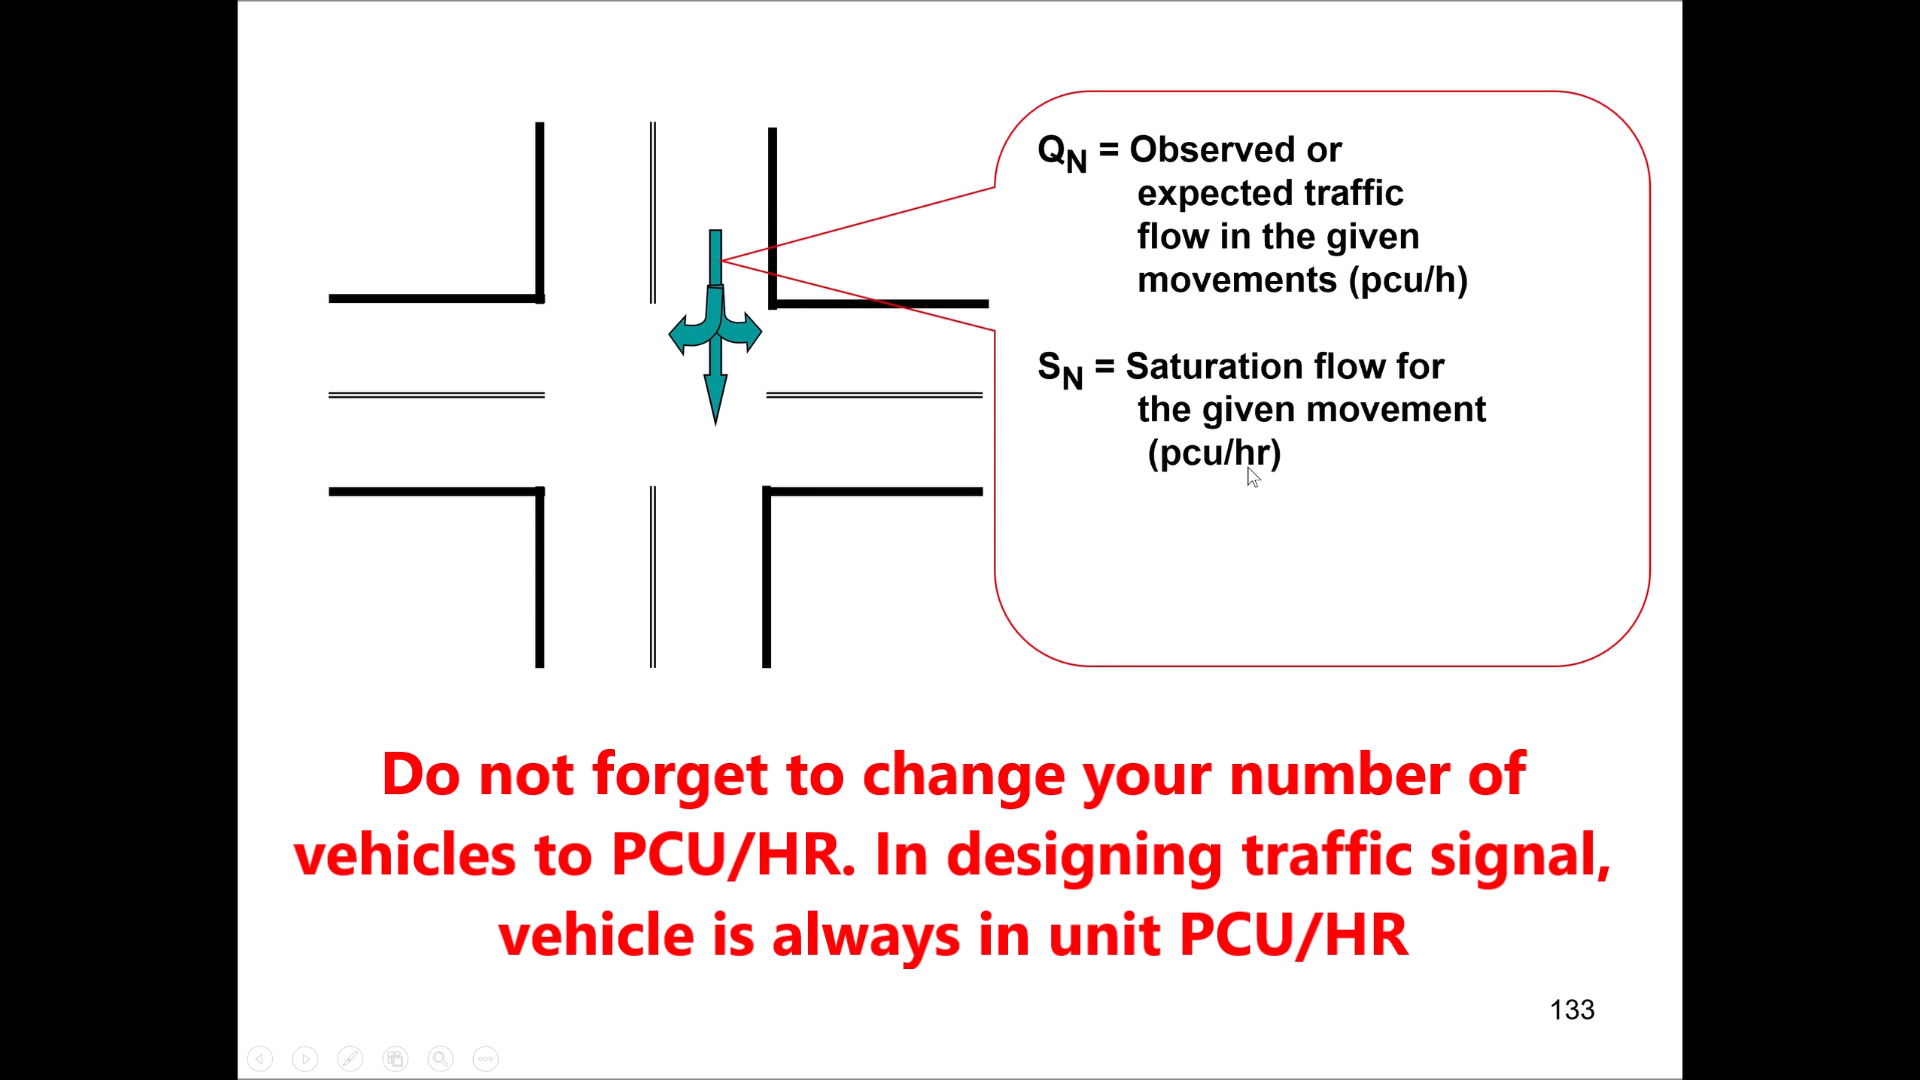 Q_N = Observed or
expected traffic
flow in the given
movements (pcu/h)
S_N = Saturation flow for
the given movement
(pcu/hr)
Do not forget to change your number of
vehicles to PCU/HR. In designing traffic signal,
vehicle is always in unit PCU/HR
133